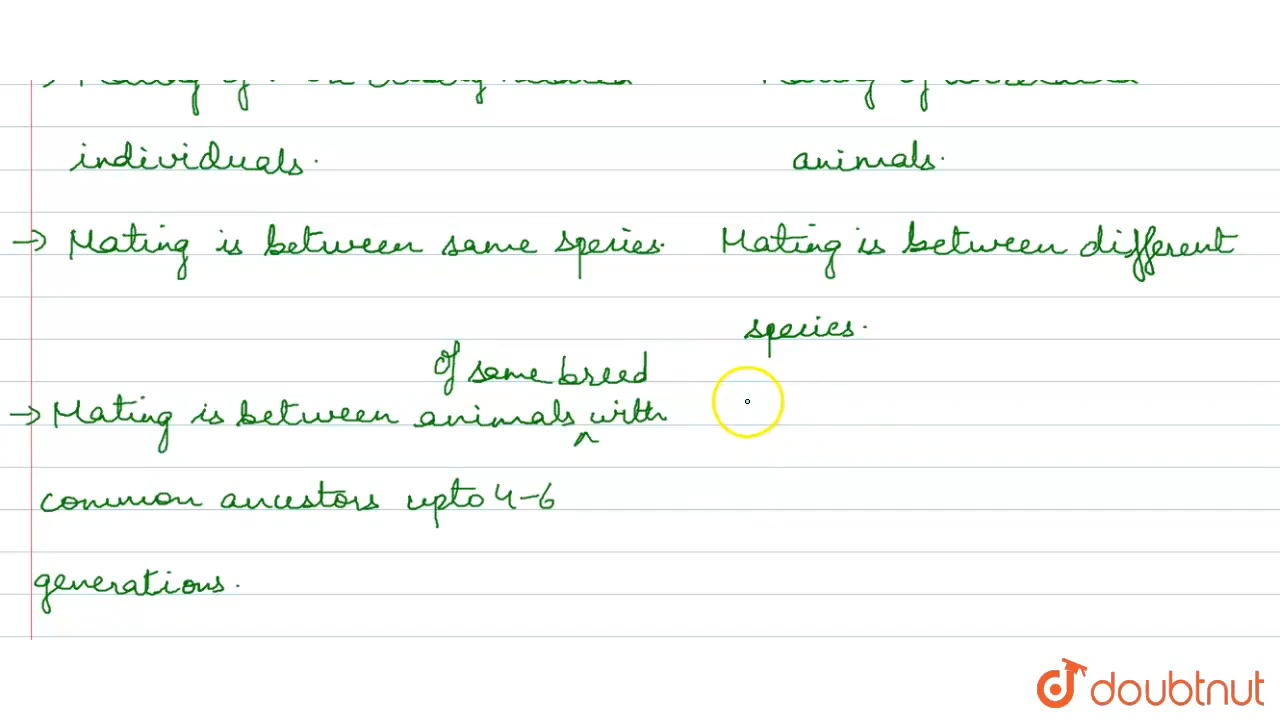 individuals. animals.
→ Mating is between same species. Mating is between different
species.
Of same breed
→ Mating is between animals ^ with
common ancestors upto 4-6
generations.
doubtnut